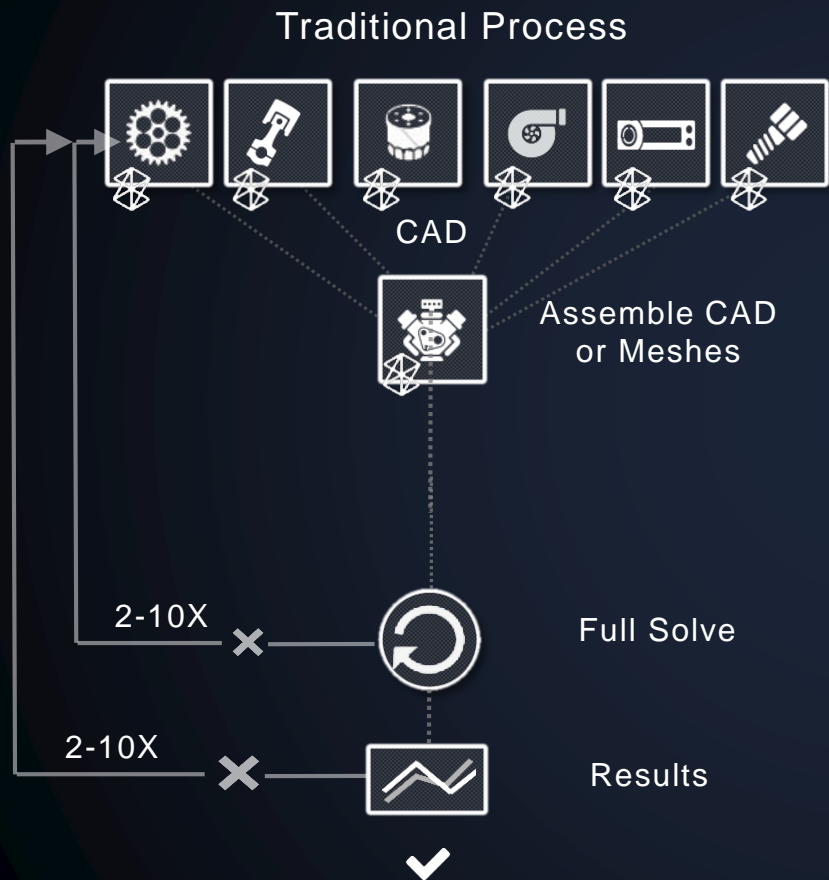 Traditional Process
CAD
Assemble CAD
or Meshes
2-10X
Full Solve
2-10X
Results